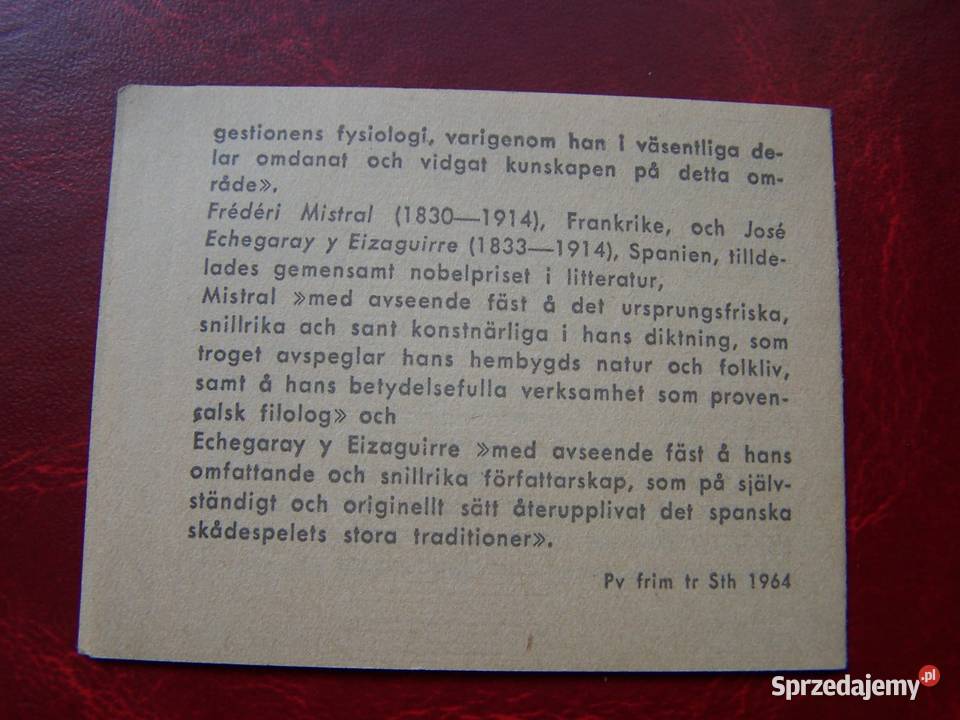 gestionens fysiologi, varigenom han i väsentliga de-
lar omdanat och vidgat kunskapen på detta om-
råde».
Frédéri Mistral (1830—1914), Frankrike, och José
Echegaray y Eizaguirre (1833—1914), Spanien, tillde-
lades gemensamt nobelpriset i litteratur,
Mistral »med avseende fäst å det ursprungsfriska,
snillrika ach sant konstnärliga i hans diktning, som
troget avspeglar hans hembygds natur och folkliv,
samt å hans betydelsefulla verksamhet som proven-
çalsk filolog» och
Echegaray y Eizaguirre »med avseende fäst å hans
omfattande och snillrika författarskap, som på själv-
ständigt och originellt sätt återupplivat det spanska
skådespelets stora traditioner».
Pv frim tr Sth 1964
Sprzedajemy.pl